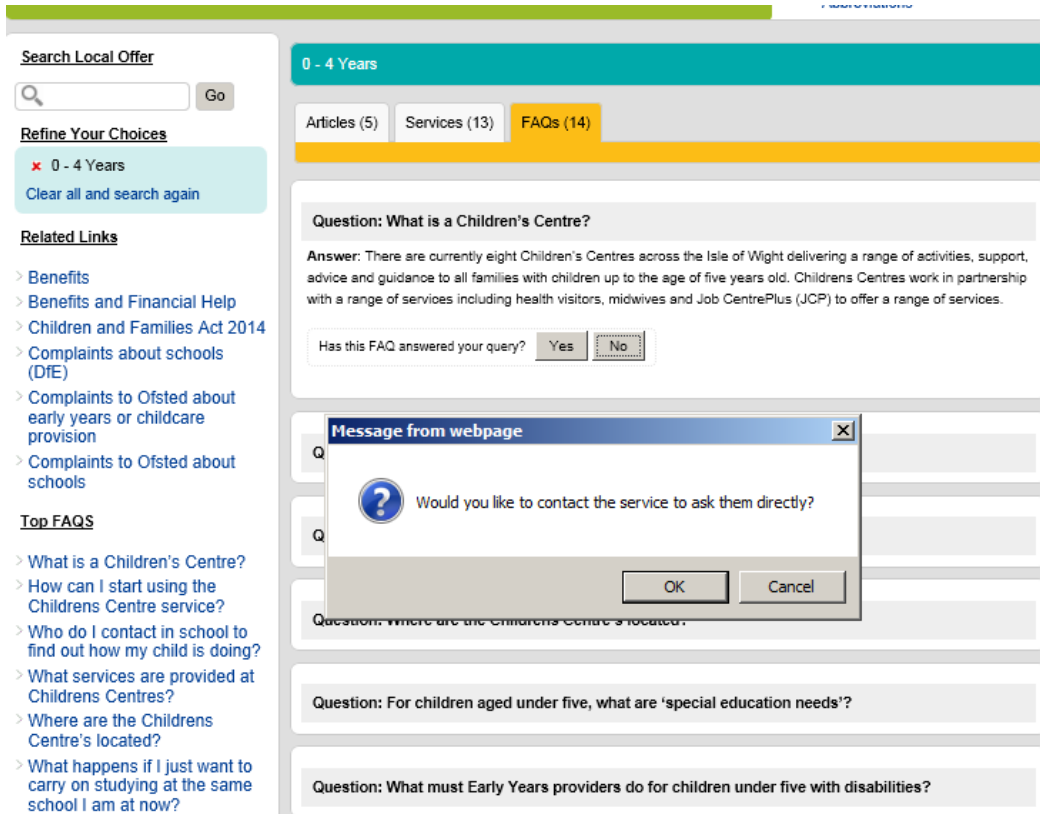 Abbreviations
Search Local Offer
Go
Refine Your Choices
0 - 4 Years
Clear all and search again
Related Links
Benefits
Benefits and Financial Help
Children and Families Act 2014
Complaints about schools
(DfE)
Complaints to Ofsted about
early years or childcare
provision
Complaints to Ofsted about
schools
Top FAQS
What is a Children's Centre?
How can I start using the
Childrens Centre service?
Who do I contact in school to
find out how my child is doing?
What services are provided at
Childrens Centres?
Where are the Childrens
Centre's located?
What happens if I just want to
carry on studying at the same
school I am at now?
0 - 4 Years
Articles (5) Services (13) FAQs (14)
Question: What is a Children's Centre?
Answer: There are currently eight Children's Centres across the Isle of Wight delivering a range of activities, support,
advice and guidance to all families with children up to the age of five years old. Childrens Centres work in partnership
with a range of services including health visitors, midwives and Job CentrePlus (JCP) to offer a range of services.
Has this FAQ answered your query? Yes No
Message from webpage
Would you like to contact the service to ask them directly?
OK Cancel
Question: Where are the Childrens Centre's located?
Question: For children aged under five, what are 'special education needs'?
Question: What must Early Years providers do for children under five with disabilities?